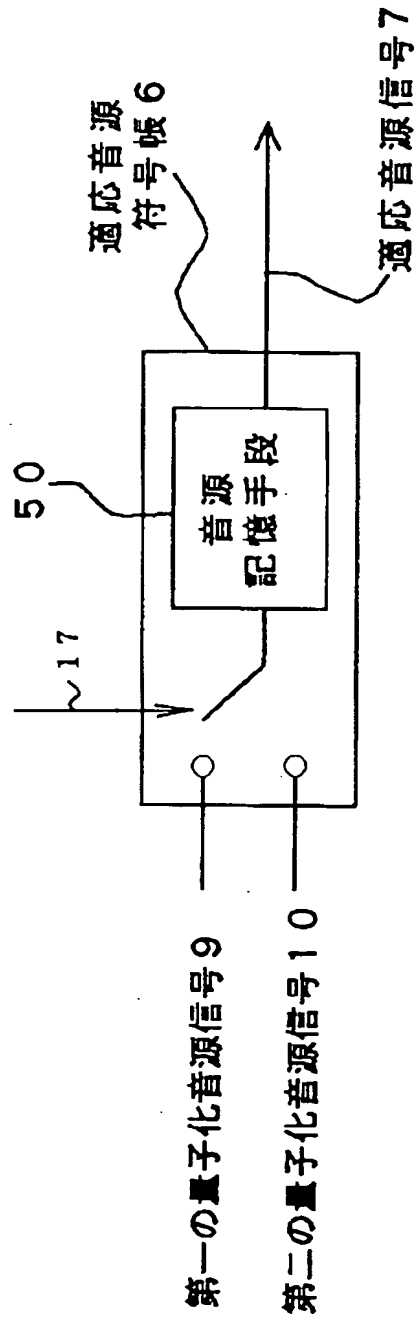 適応音源
符号帳６
５０
１７
音源
記憶手段
適応音源信号７
第一の量子化音源信号９
第二の量子化音源信号１０